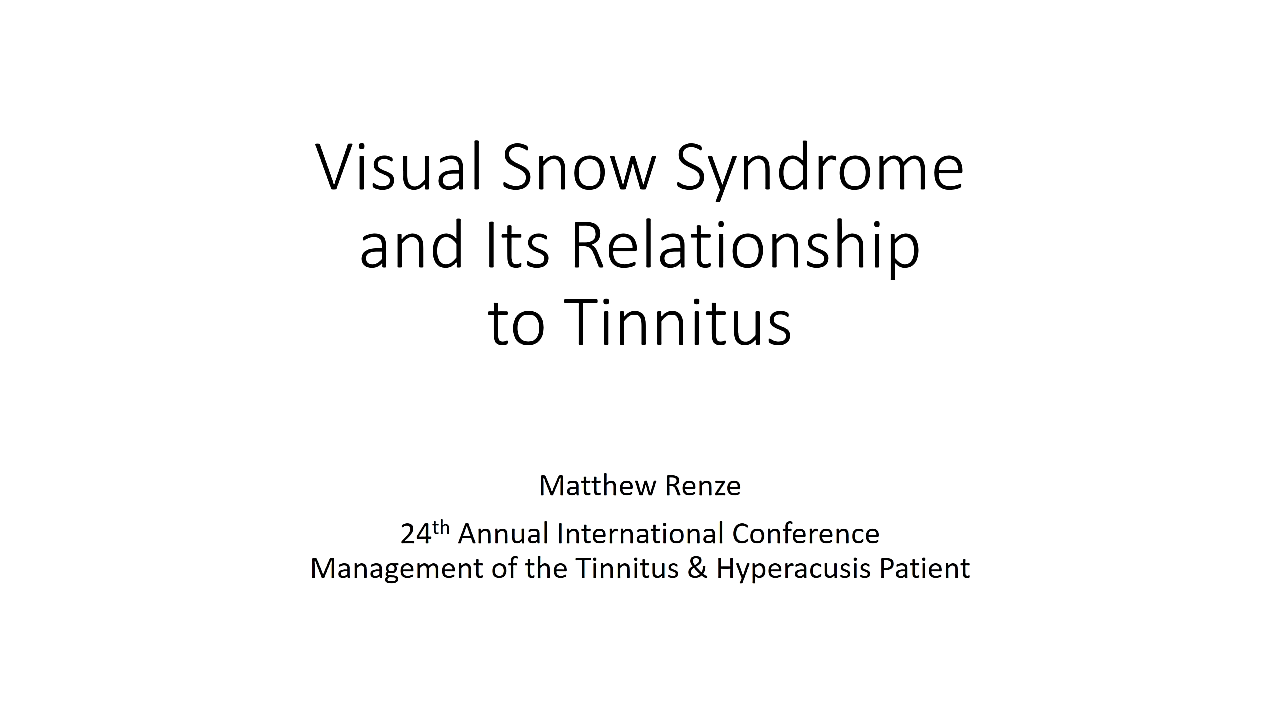 Visual Snow Syndrome
and Its Relationship
to Tinnitus
Matthew Renze
24th Annual International Conference
Management of the Tinnitus & Hyperacusis Patient